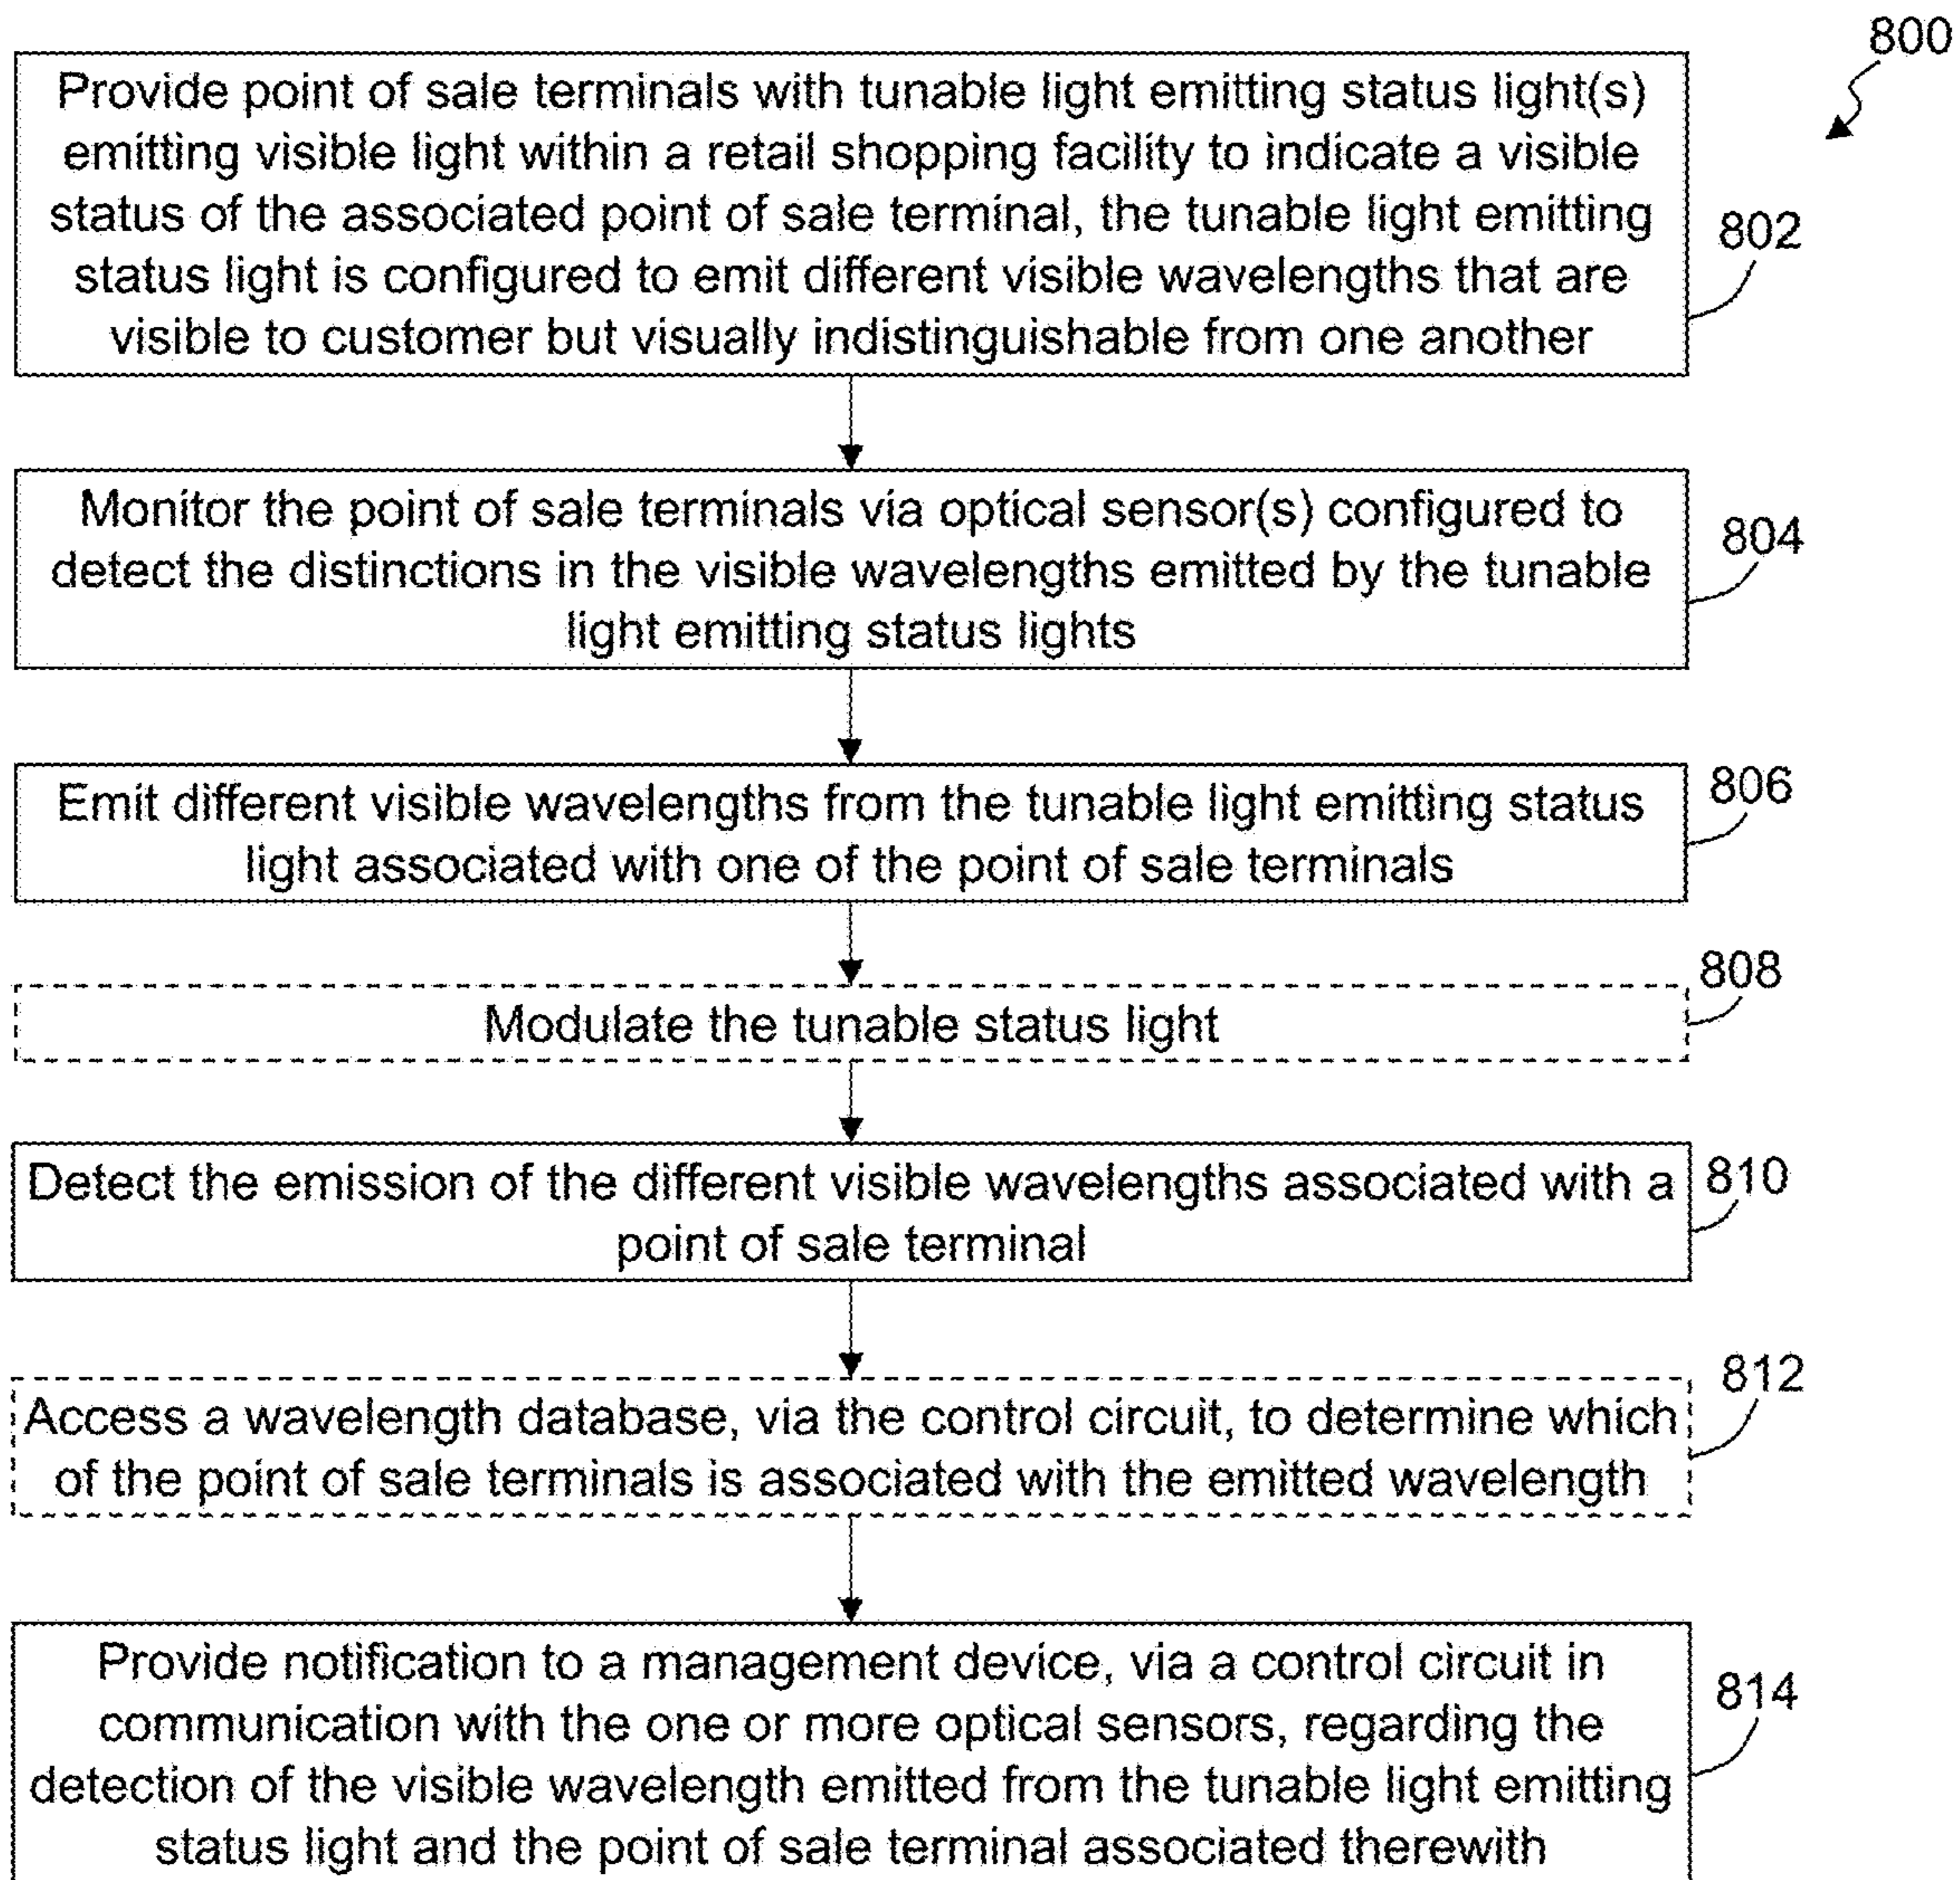 800
Provide point of sale terminals with tunable light emitting status light(s)
emitting visible light within a retail shopping facility to indicate a visible
status of the associated point of sale terminal, the tunable light emitting
status light is configured to emit different visible wavelengths that are
visible to customer but visually indistinguishable from one another
802
Monitor the point of sale terminals via optical sensor(s) configured to
detect the distinctions in the visible wavelengths emitted by the tunable
light emitting status lights
804
Emit different visible wavelengths from the tunable light emitting status
light associated with one of the point of sale terminals
806
Modulate the tunable status light
808
Detect the emission of the different visible wavelengths associated with a
point of sale terminal
810
Access a wavelength database, via the control circuit, to determine which
of the point of sale terminals is associated with the emitted wavelength
812
Provide notification to a management device, via a control circuit in
communication with the one or more optical sensors, regarding the
detection of the visible wavelength emitted from the tunable light emitting
status light and the point of sale terminal associated therewith
814